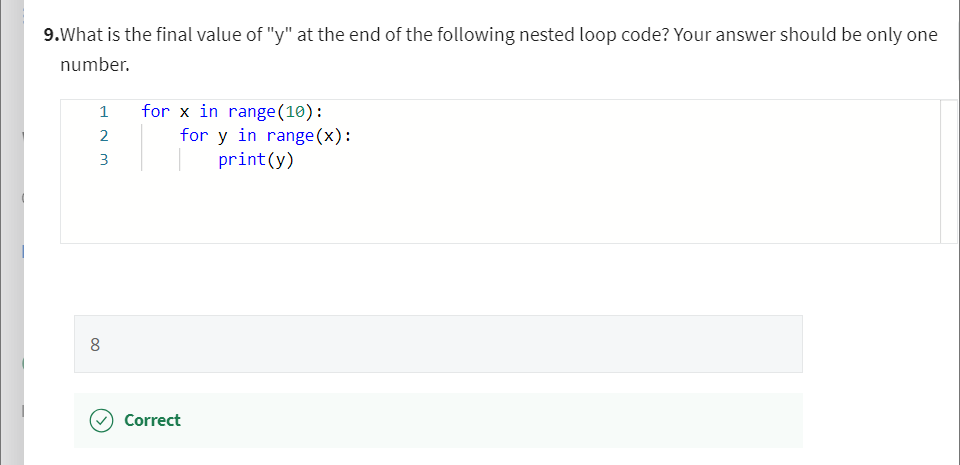 9.What is the final value of "y" at the end of the following nested loop code? Your answer should be only one
number.
1 for x in range(10):
2 for y in range(x):
3 print(y)
8
Correct